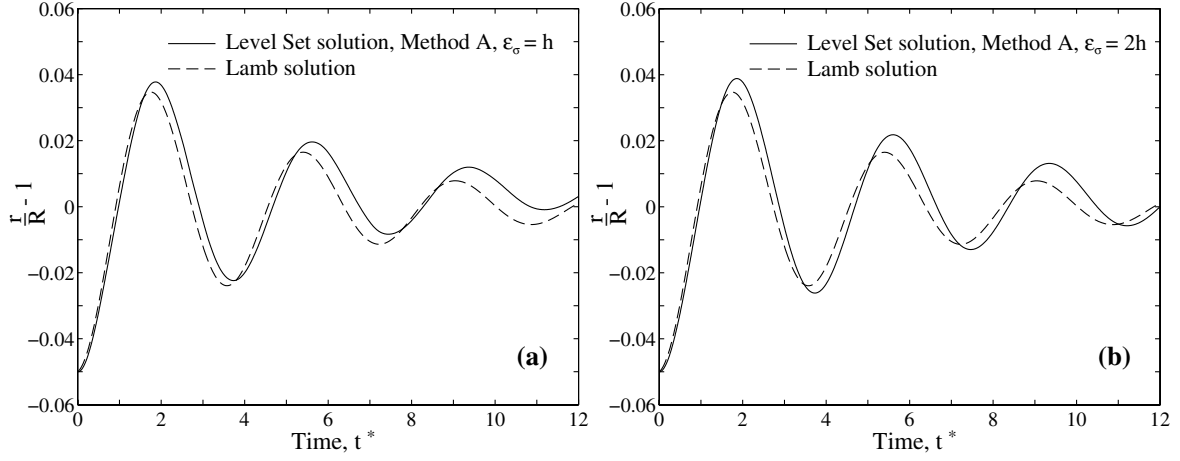 0.06
0.04
0.02
0
−0.02
−0.04
−0.06
r/R - 1
Level Set solution, Method A, εσ = h
Lamb solution
(a)
0 2 4 6 8 10 12
Time, t *
0.06
0.04
0.02
0
−0.02
−0.04
−0.06
r/R - 1
Level Set solution, Method A, εσ = 2h
Lamb solution
(b)
0 2 4 6 8 10 12
Time, t *